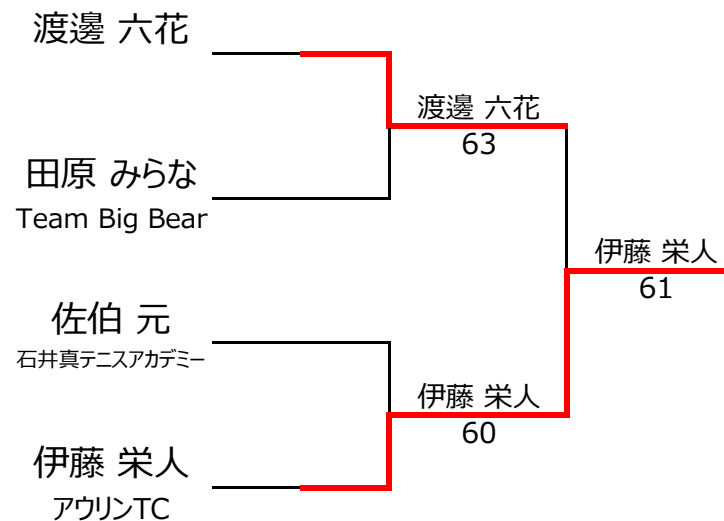 渡邊 六花
渡邊 六花
63
田原 みらな
Team Big Bear
伊藤 栄人
61
佐伯 元
石井真テニスアカデミー
伊藤 栄人
60
伊藤 栄人
アウリンTC